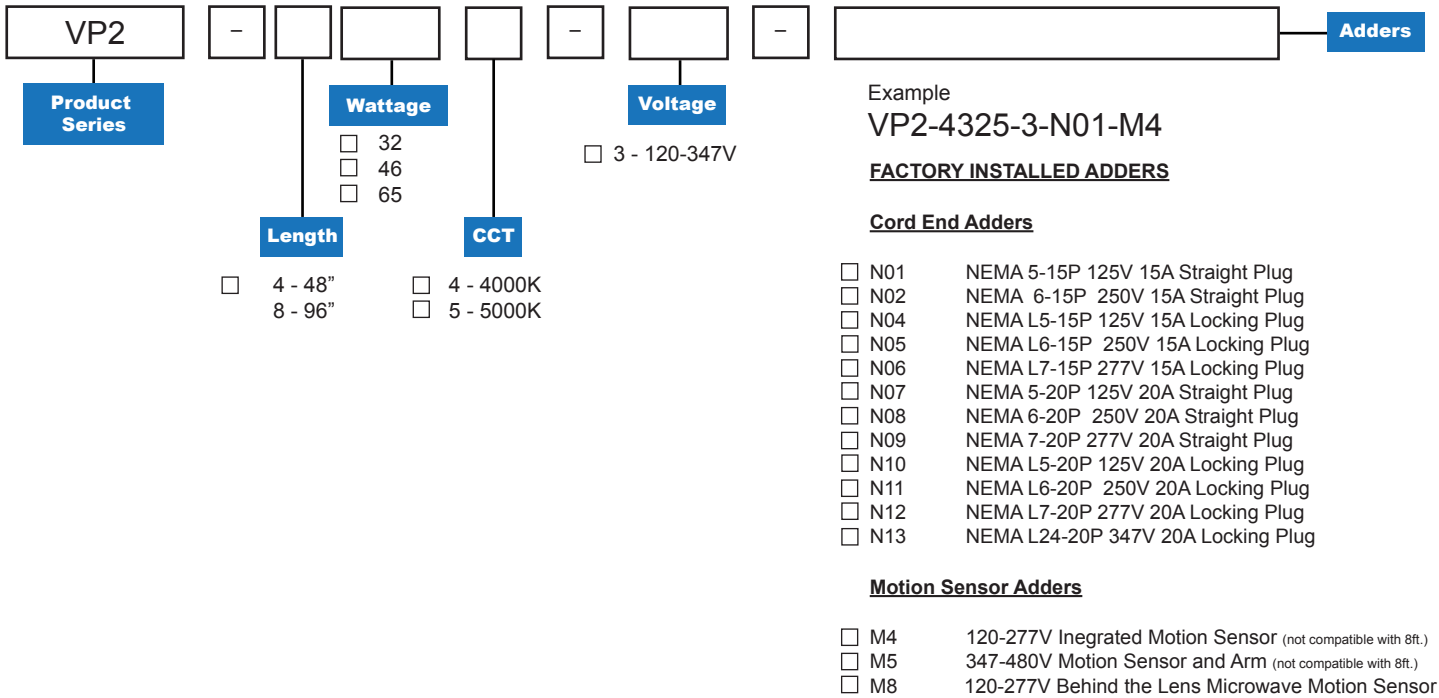 VP2 – – –
Adders
Product
Series
Wattage
☐ 32
☐ 46
☐ 65
Voltage
☐ 3 - 120-347V
Length
☐ 4 - 48”
8 - 96”
CCT
☐ 4 - 4000K
☐ 5 - 5000K
Example
VP2-4325-3-N01-M4
FACTORY INSTALLED ADDERS
Cord End Adders
☐ N01 NEMA 5-15P 125V 15A Straight Plug
☐ N02 NEMA 6-15P 250V 15A Straight Plug
☐ N04 NEMA L5-15P 125V 15A Locking Plug
☐ N05 NEMA L6-15P 250V 15A Locking Plug
☐ N06 NEMA L7-15P 277V 15A Locking Plug
☐ N07 NEMA 5-20P 125V 20A Straight Plug
☐ N08 NEMA 6-20P 250V 20A Straight Plug
☐ N09 NEMA 7-20P 277V 20A Straight Plug
☐ N10 NEMA L5-20P 125V 20A Locking Plug
☐ N11 NEMA L6-20P 250V 20A Locking Plug
☐ N12 NEMA L7-20P 277V 20A Locking Plug
☐ N13 NEMA L24-20P 347V 20A Locking Plug
Motion Sensor Adders
☐ M4 120-277V Inegrated Motion Sensor (not compatible with 8ft.)
☐ M5 347-480V Motion Sensor and Arm (not compatible with 8ft.)
☐ M8 120-277V Behind the Lens Microwave Motion Sensor